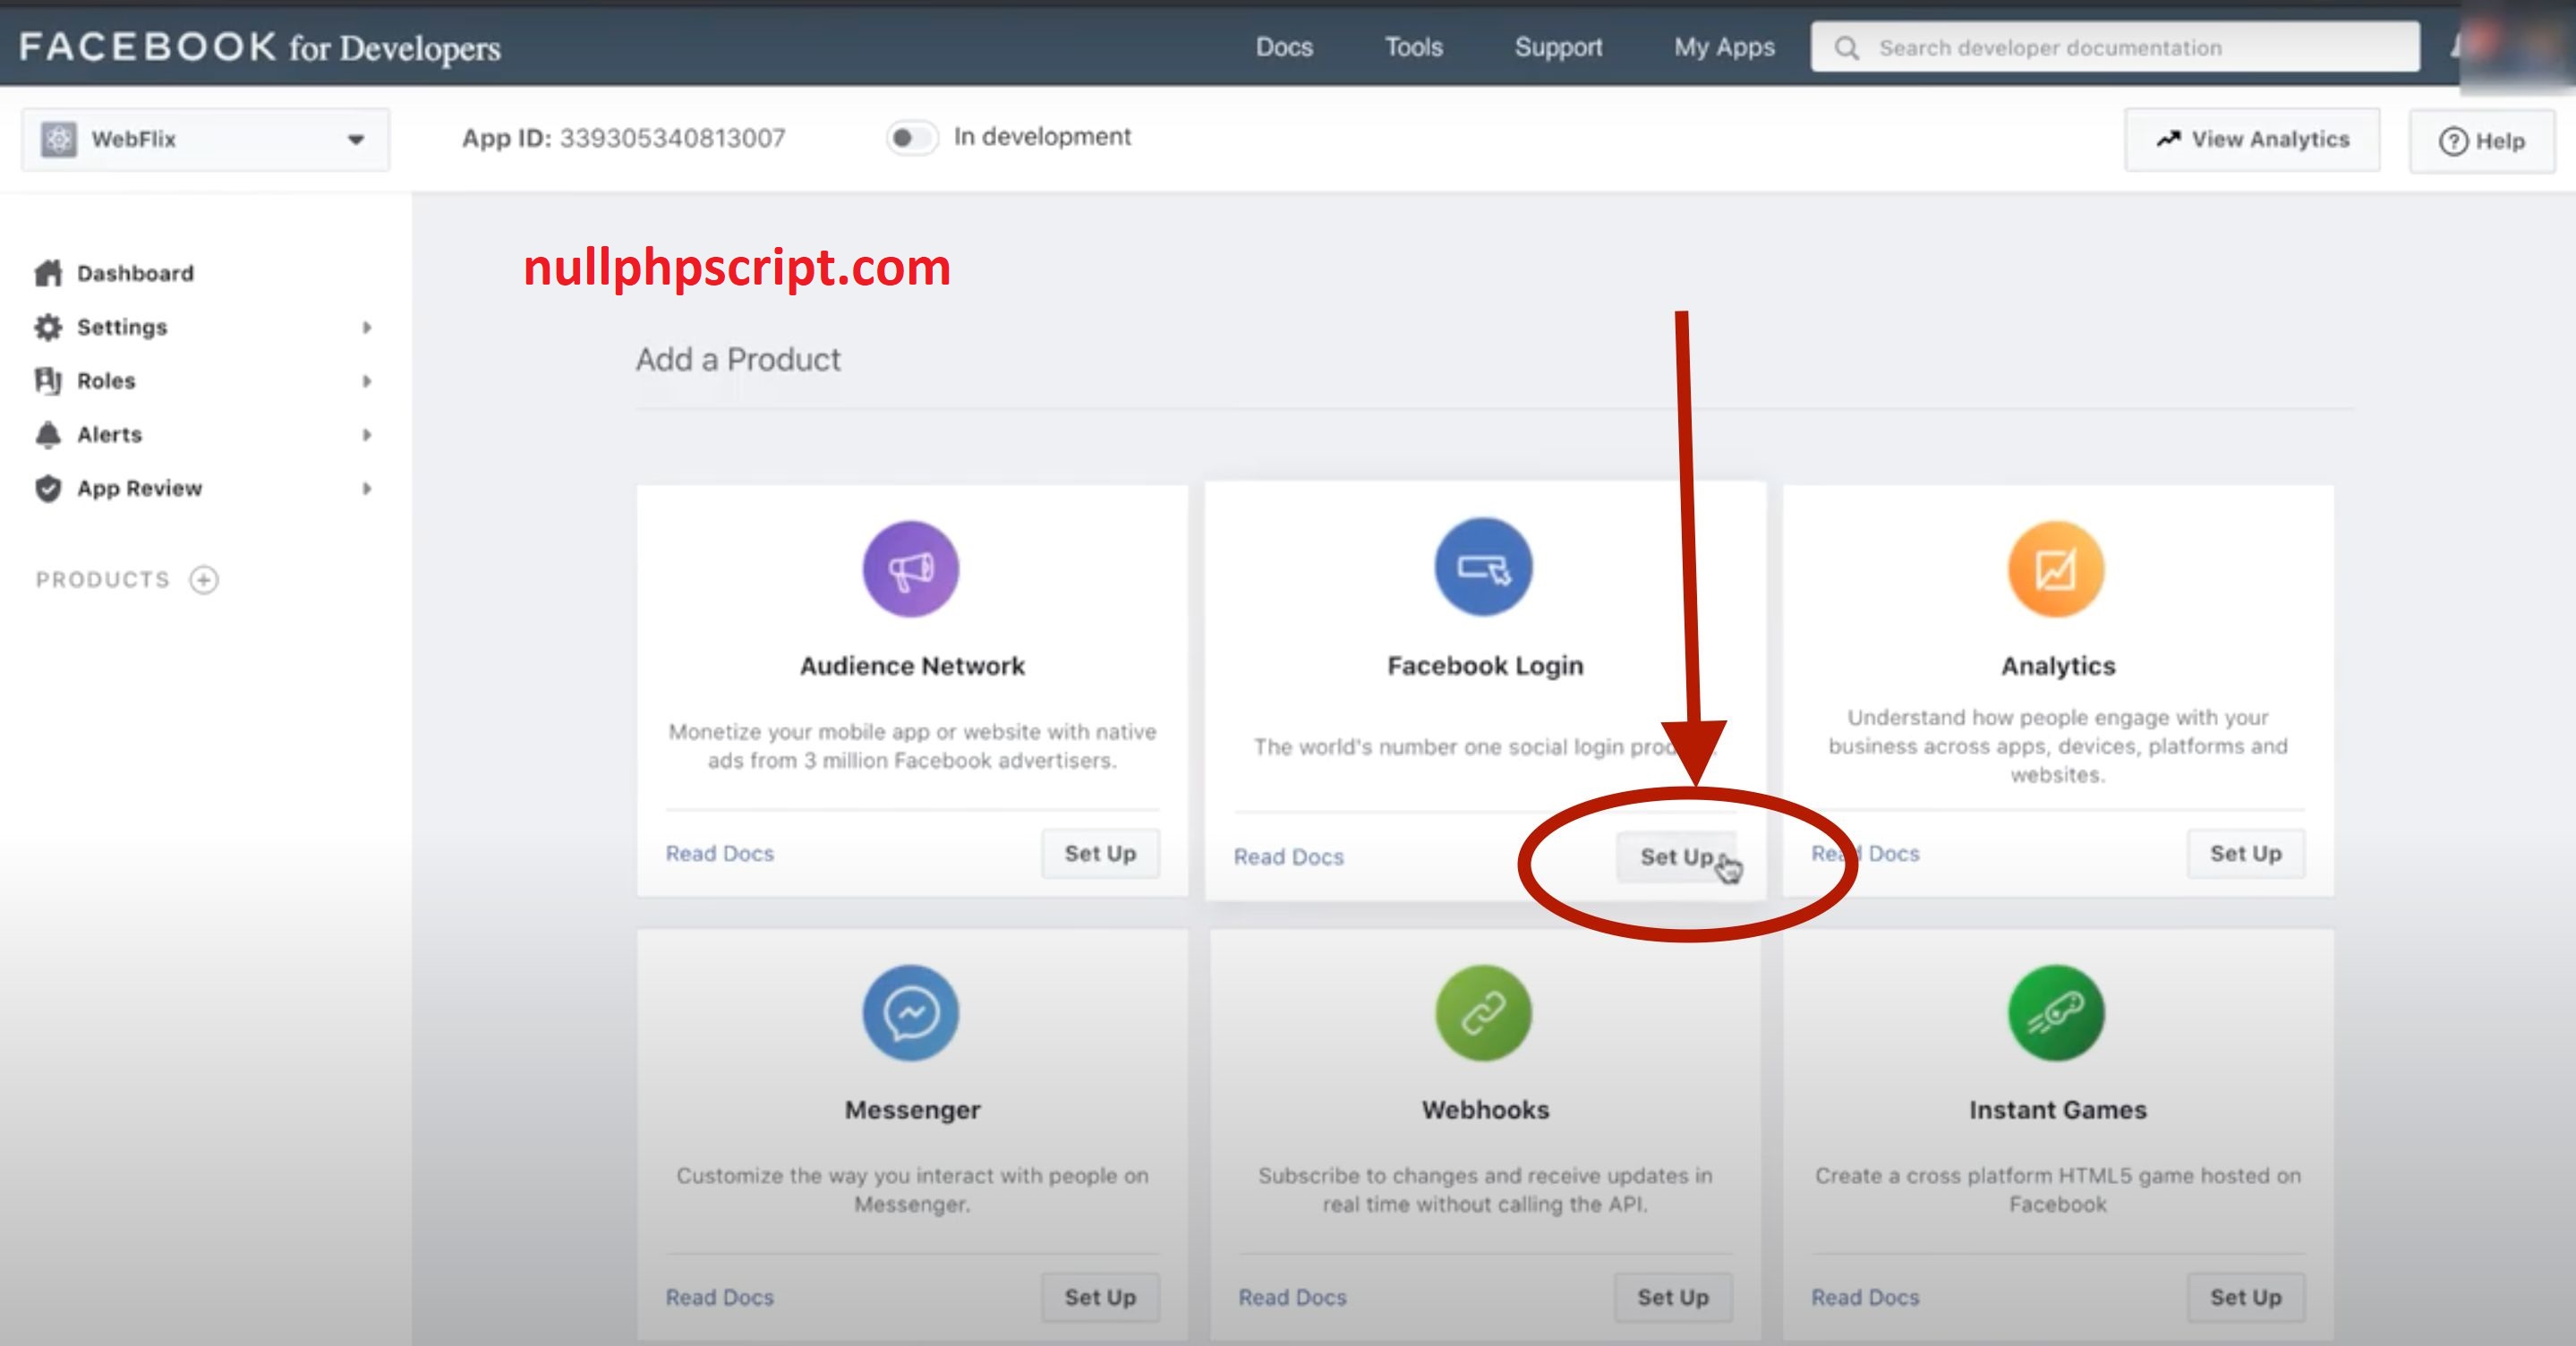 FACEBOOK for Developers
Docs
Tools
Support
My Apps
Search developer documentation
WebFlix
App ID: 339305340813007
In development
View Analytics
Help
Dashboard
Settings
Roles
Alerts
App Review
PRODUCTS
nullphpscript.com
Add a Product
Audience Network
Monetize your mobile app or website with native
ads from 3 million Facebook advertisers.
Read Docs
Set Up
Facebook Login
The world's number one social login
Read Docs
Set Up
Analytics
Understand how people engage with your
business across apps, devices, platforms and
websites.
Read Docs
Set Up
Messenger
Customize the way you interact with people on
Messenger.
Read Docs
Set Up
Webhooks
Subscribe to changes and receive updates in
real time without calling the API.
Read Docs
Set Up
Instant Games
Create a cross platform HTML5 game hosted on
Facebook
Read Docs
Set Up